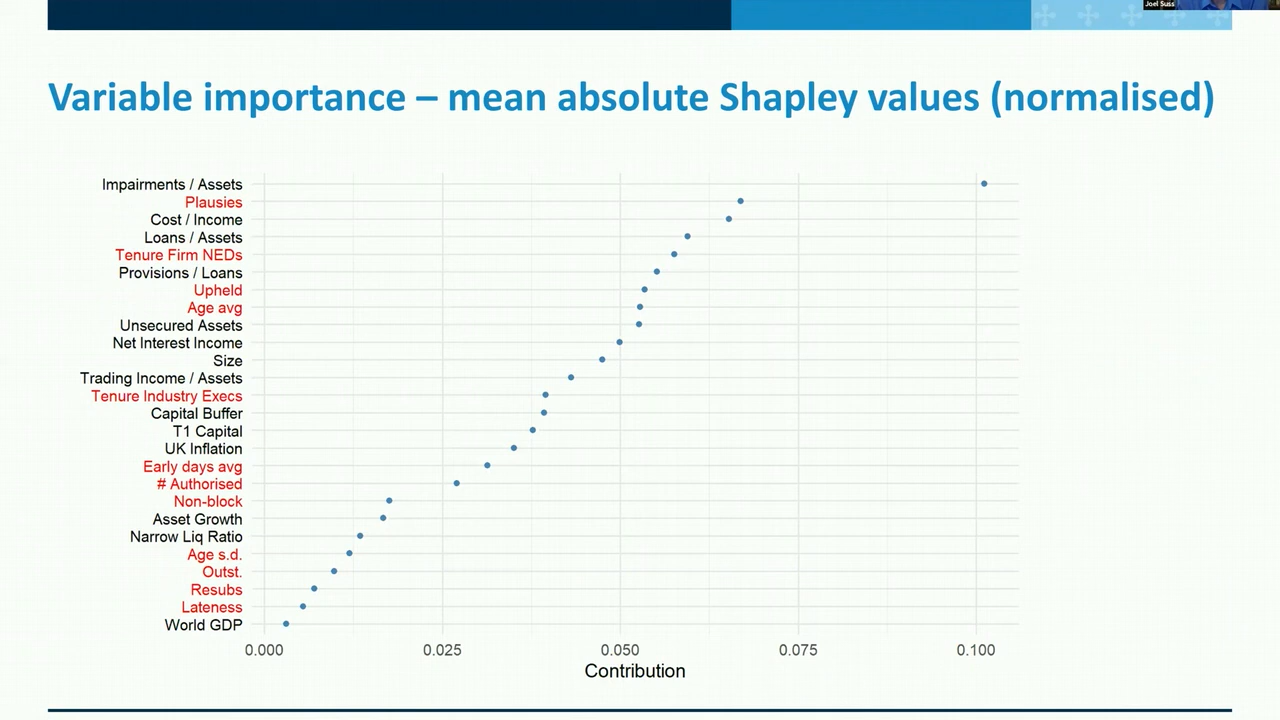 Joel Suss
Variable importance – mean absolute Shapley values (normalised)
Impairments / Assets
Plausies
Cost / Income
Loans / Assets
Tenure Firm NEDs
Provisions / Loans
Upheld
Age avg
Unsecured Assets
Net Interest Income
Size
Trading Income / Assets
Tenure Industry Execs
Capital Buffer
T1 Capital
UK Inflation
Early days avg
# Authorised
Non-block
Asset Growth
Narrow Liq Ratio
Age s.d.
Outst.
Resubs
Lateness
World GDP
0.000 0.025 0.050 0.075 0.100
Contribution